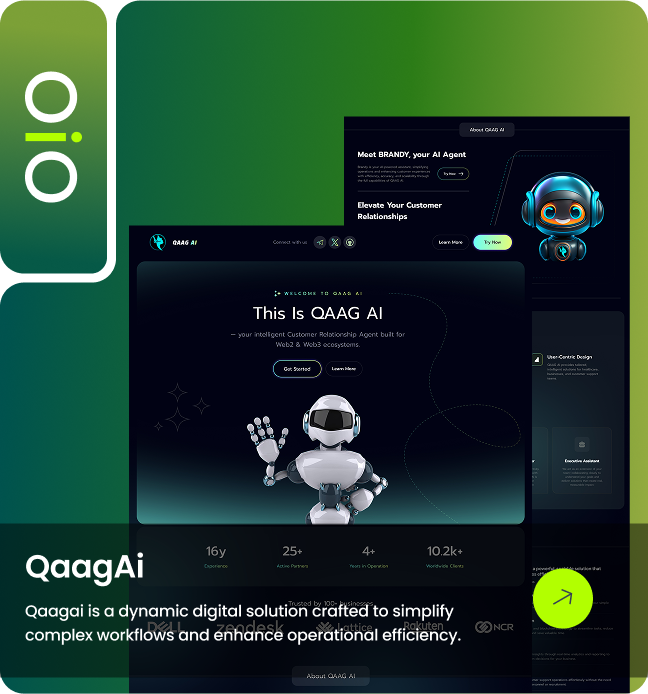 About QAAG AI
Meet BRANDY, your AI Agent
Try Now
Elevate Your Customer
Relationships
QAAG AI
Connect with us
Learn More
Try Now
WELCOME TO QAAG AI
This Is QAAG AI
— your intelligent Customer Relationship Agent built for
Web2 & Web3 ecosystems.
Get Started
Learn More
User-Centric Design
Executive Assistant
16y
25+
4+
10.2k+
Experience
Active Partners
Years in Operation
Worldwide Clients
QaagAi
Trusted by 100+ businesses
Qaagai is a dynamic digital solution crafted to simplify
complex workflows and enhance operational efficiency.
DELL
zendesk
Lattice
Rakuten
NCR
About QAAG AI